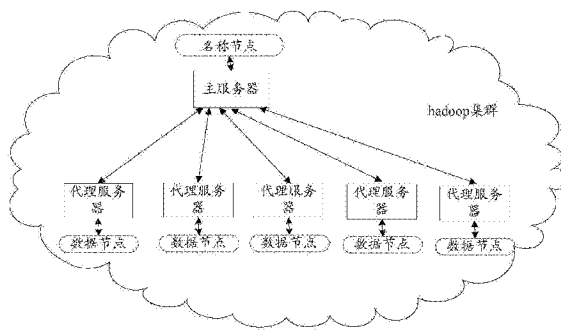 名称节点
主服务器
hadoop集群
代理服务
器
代理服务
器
代理服务
器
代理服务
器
代理服务
器
数据节点
数据节点
数据节点
数据节点
数据节点